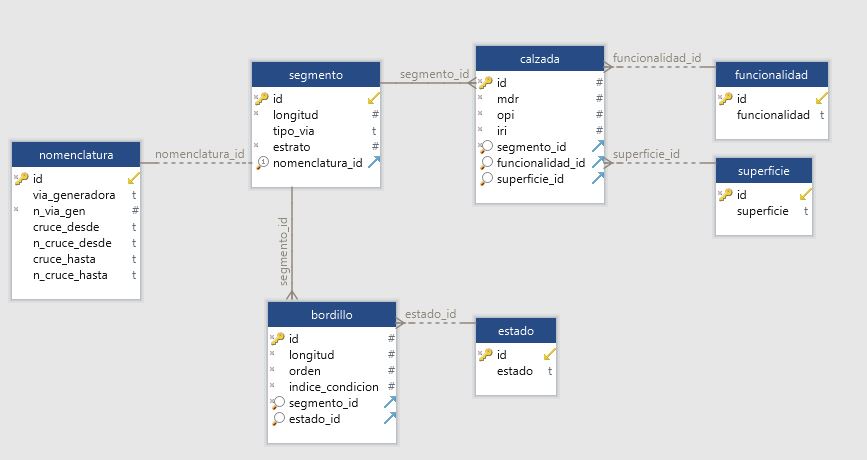 nomenclatura
id
via_generadora t
n_via_gen #
cruce_desde t
n_cruce_desde t
cruce_hasta t
n_cruce_hasta t
nomenclatura_id
segmento
id
longitud #
tipo_via t
estrato #
nomenclatura_id
segmento_id
segmento_id
calzada
id #
mdr #
opi #
iri #
segmento_id
funcionalidad_id
superficie_id
funcionalidad_id
funcionalidad
id
funcionalidad t
superficie_id
superficie
id
superficie t
bordillo
id #
longitud #
orden #
indice_condicion #
segmento_id
estado_id
estado_id
estado
id
estado t